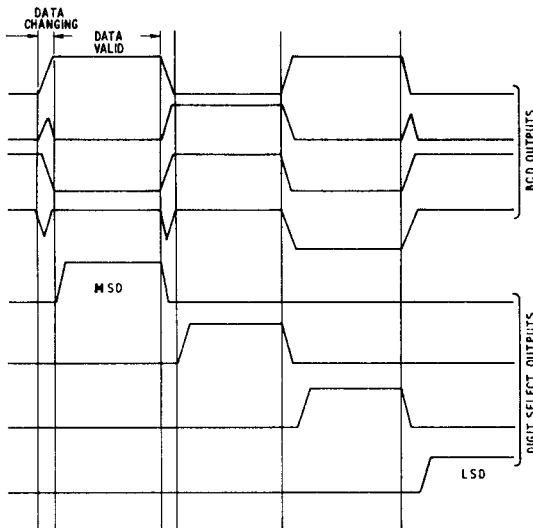 DATA
CHANGING
DATA
VALID
BCD OUTPUTS
MSD
DIGIT SELECT OUTPUTS
LSD